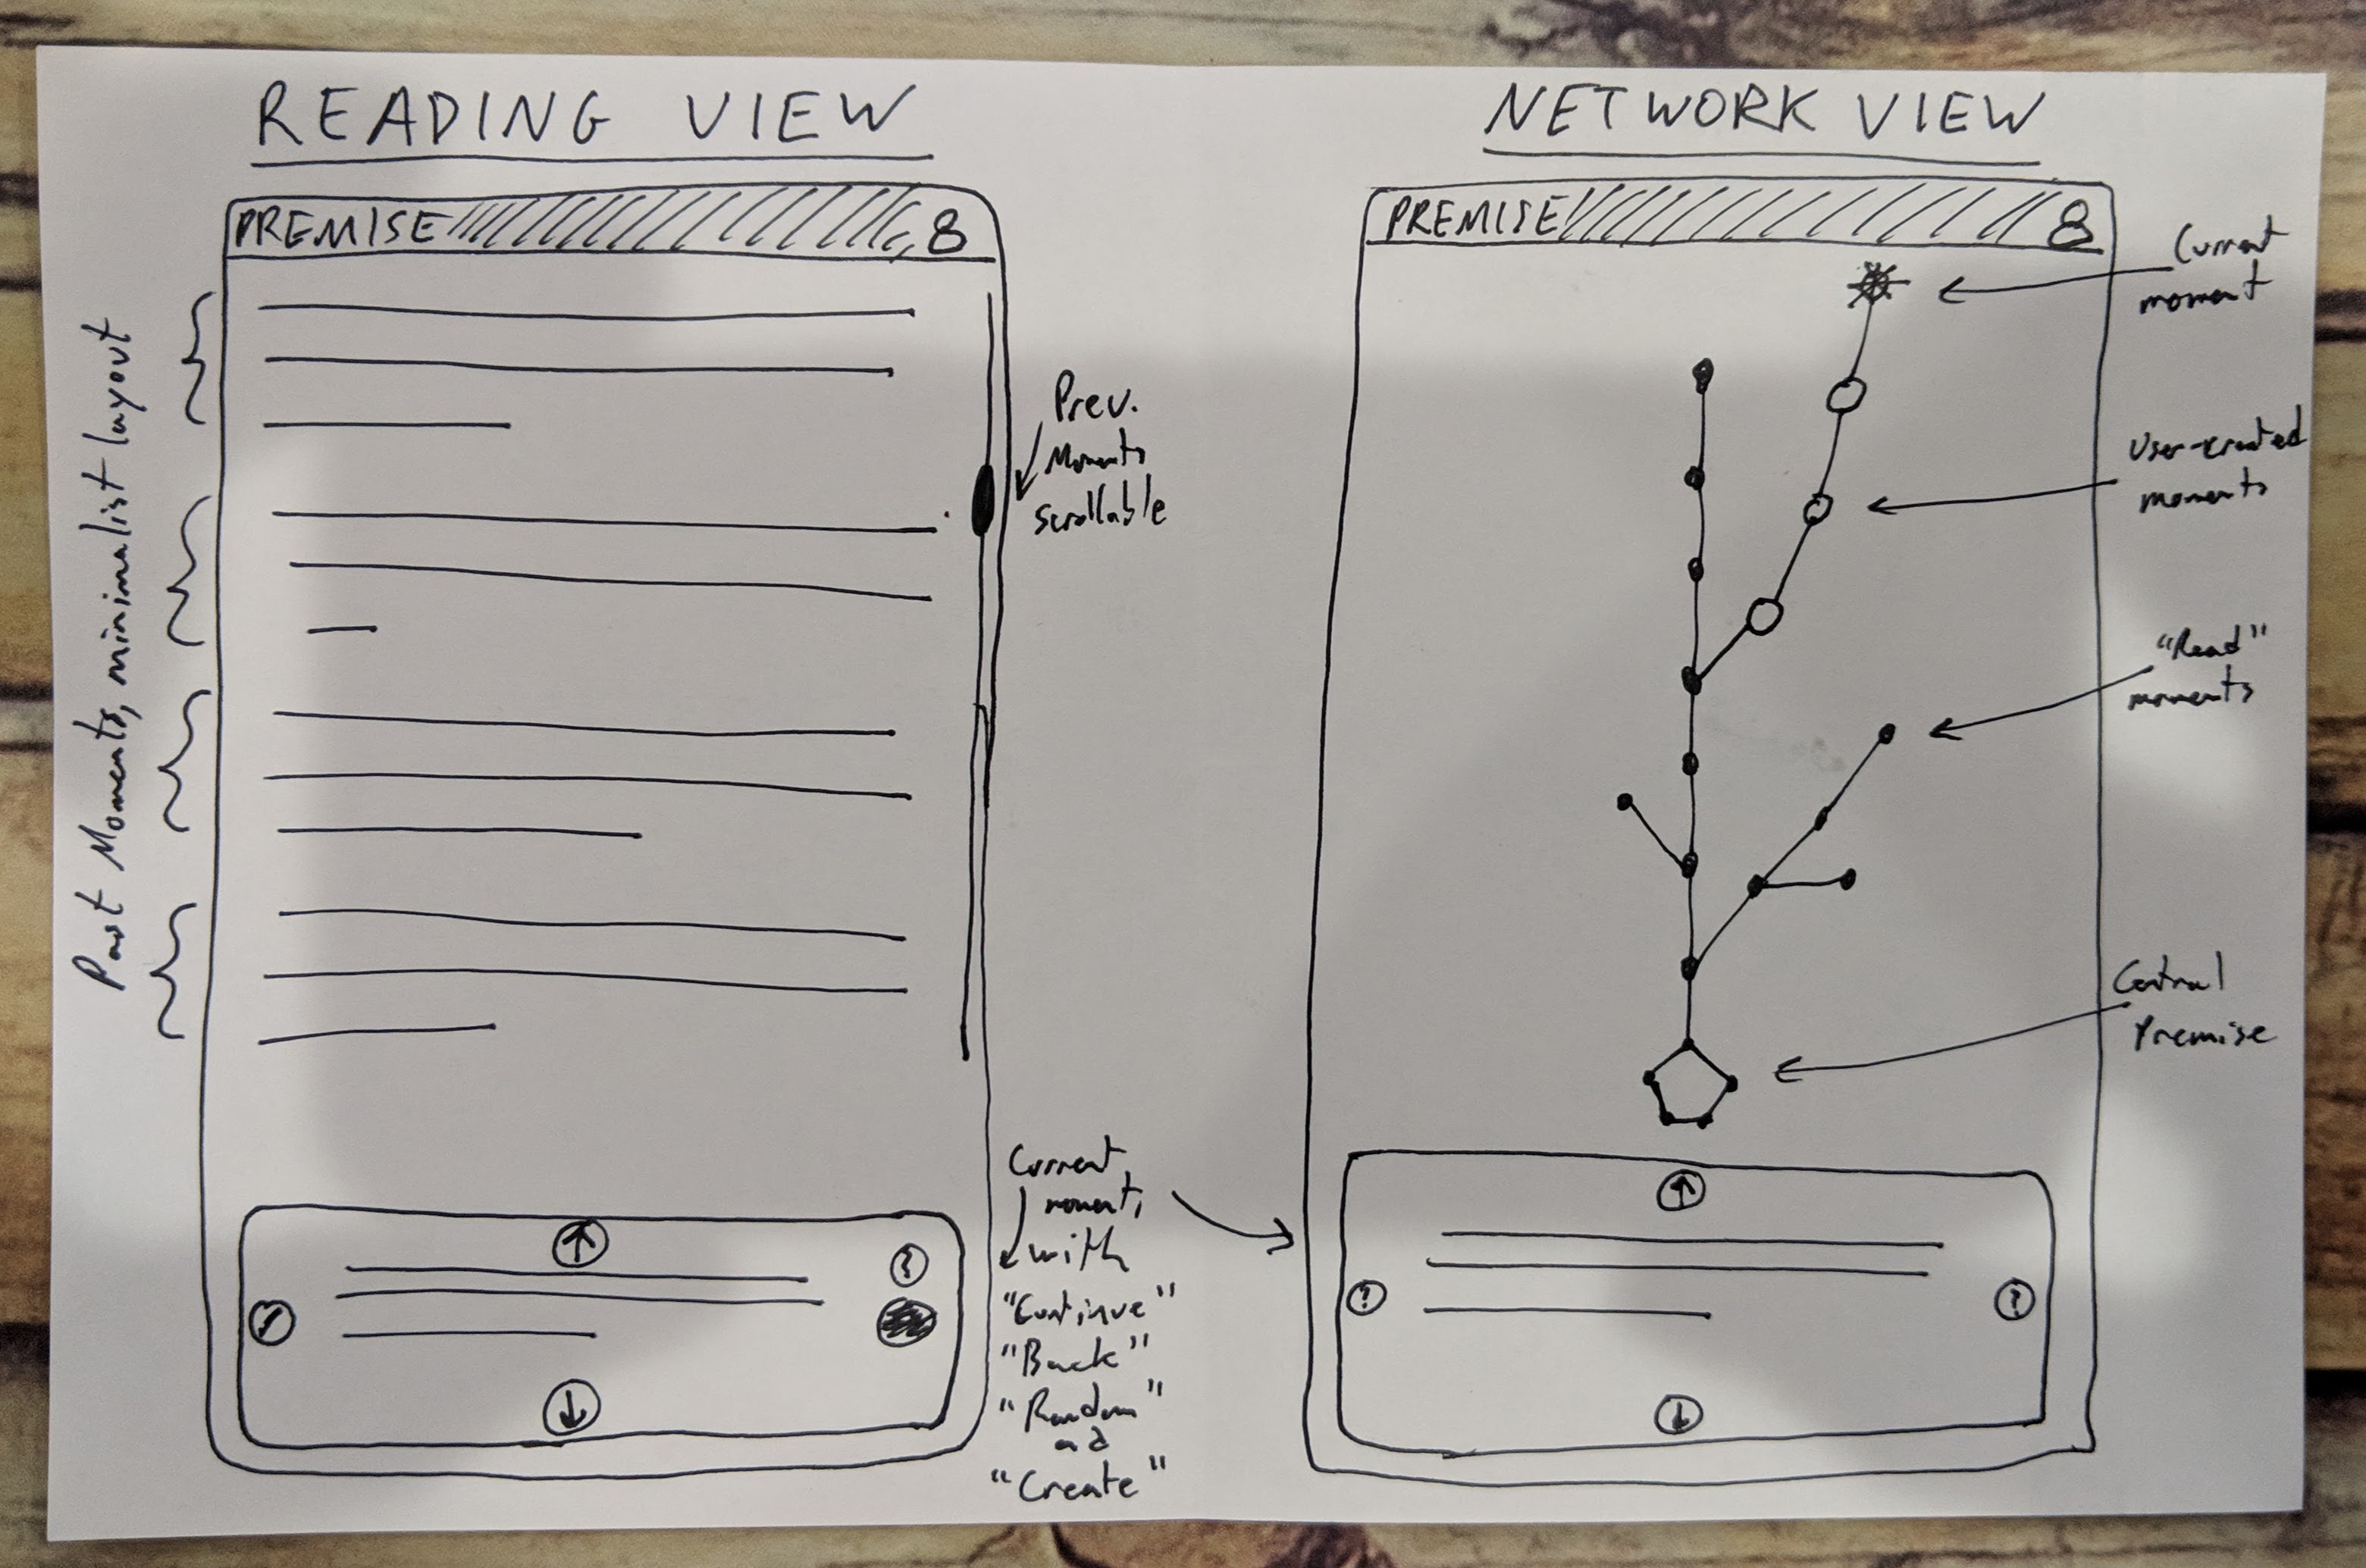 READING VIEW
PREMISE 8
Past Moments, minimalist layout
Prev.
Moments
scrollable
Current
moment,
with
"Continue"
"Back"
"Random"
and
"Create"
?
NETWORK VIEW
PREMISE 8
Current
moment
User-created
moments
"Read"
moments
Central
Premise
? ?